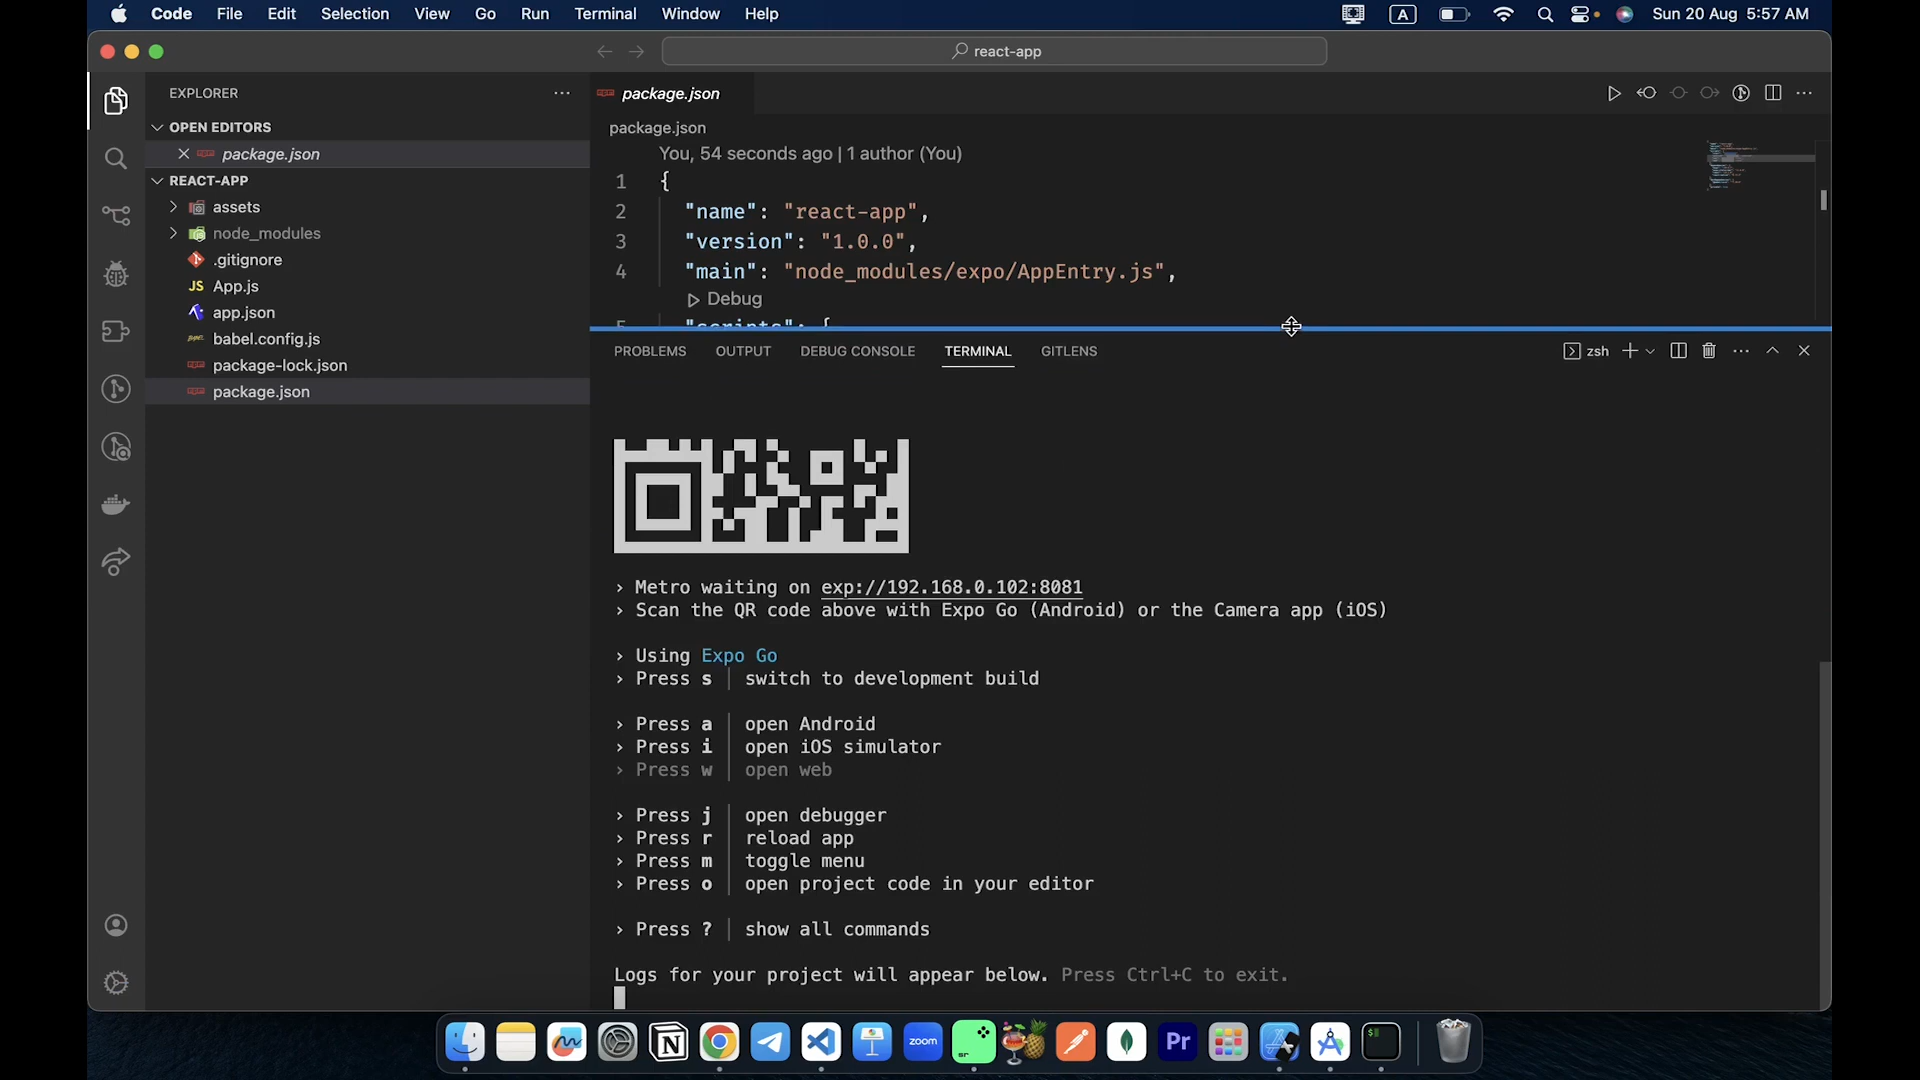 Code File Edit Selection View Go Run Terminal Window Help A Sun 20 Aug 5:57 AM
react-app
EXPLORER
OPEN EDITORS
package.json
REACT-APP
assets
node_modules
.gitignore
JS App.js
app.json
babel.config.js
package-lock.json
package.json
package.json
package.json
You, 54 seconds ago | 1 author (You)
1 {
2 "name": "react-app",
3 "version": "1.0.0",
4 "main": "node_modules/expo/AppEntry.js",
Debug
5 "scripts": {
PROBLEMS OUTPUT DEBUG CONSOLE TERMINAL GITLENS zsh
› Metro waiting on exp://192.168.0.102:8081
› Scan the QR code above with Expo Go (Android) or the Camera app (iOS)
› Using Expo Go
› Press s │ switch to development build
› Press a │ open Android
› Press i │ open iOS simulator
› Press w │ open web
› Press j │ open debugger
› Press r │ reload app
› Press m │ toggle menu
› Press o │ open project code in your editor
› Press ? │ show all commands
Logs for your project will appear below. Press Ctrl+C to exit.
zoom sr Pr